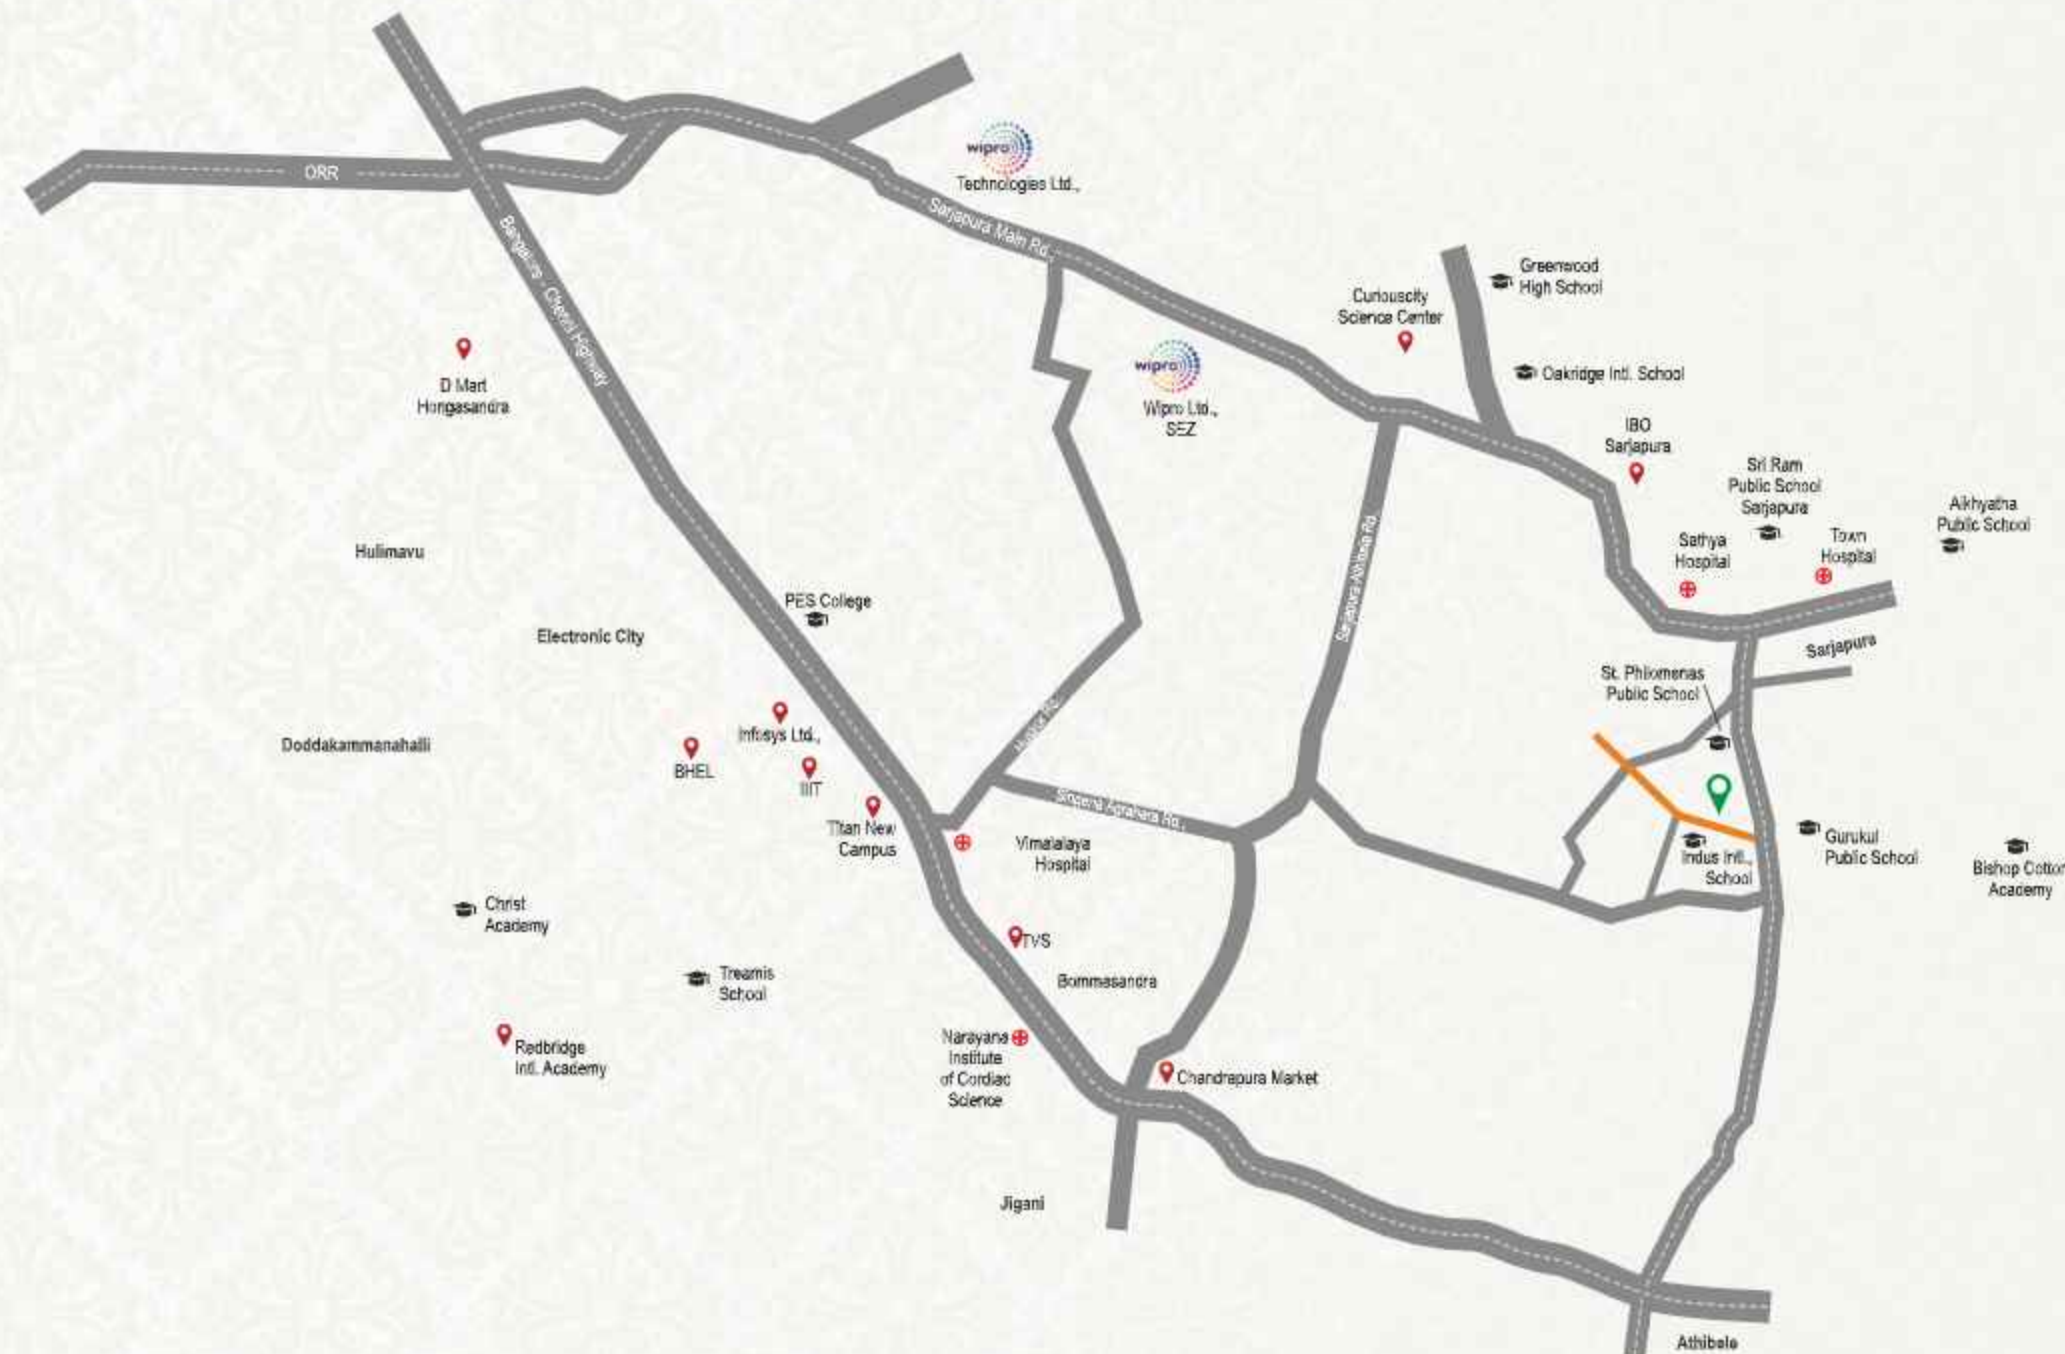 wipro
Technologies Ltd.,
ORR
Sarjapura Main Rd.,
Bangalore - Chenni Highway
Greenwood
High School
Curiouscity
Science Center
D Mart
Hongasandra
wipro
Wipro Ltd.,
SEZ
Oakridge Intl. School
IBO
Sarjapura
Sri Ram
Public School
Sarjapura
Aikhyatha
Public School
Sathya
Hospital
Town
Hospital
Hulimavu
PES College
Sarjapura Athibele Rd
Electronic City
Sarjapura
St. Philomenas
Public School
Infosys Ltd.,
Doddakammanahalli
BHEL
IIIT
Singena Agrahara Rd.,
Titan New
Campus
Vimalalaya
Hospital
Indus Intl.,
School
Gurukul
Public School
Bishop Cotton
Academy
Christ
Academy
TVS
Treamis
School
Bommasandra
Redbridge
Intl. Academy
Narayana
Institute
of Cordiac
Science
Chandrapura Market
Jigani
Athibele